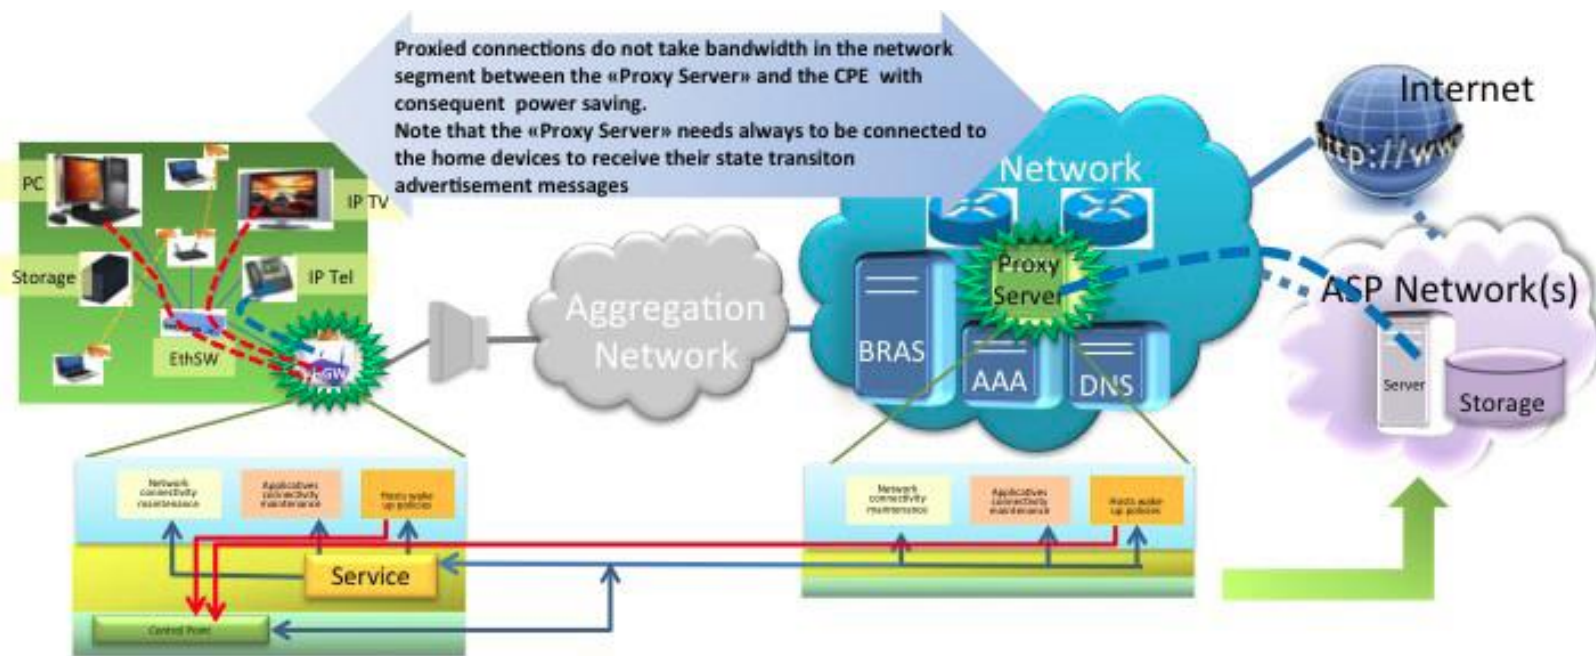 Proxied connections do not take bandwidth in the network
segment between the «Proxy Server» and the CPE with
consequent power saving.
Note that the «Proxy Server» needs always to be connected to
the home devices to receive their state transiton
advertisement messages
Internet
http://ww
Network
PC
IP TV
Storage
IP Tel
EthSW
GW
Aggregation
Network
Proxy
Server
BRAS
AAA
DNS
ASP Network(s)
Server
Storage
Network
connectivity
maintenance
Applicatives
connectivity
maintenance
Hosts wake
up policies
Network
connectivity
maintenance
Applicatives
connectivity
maintenance
Hosts wake
up policies
Service
Control Point